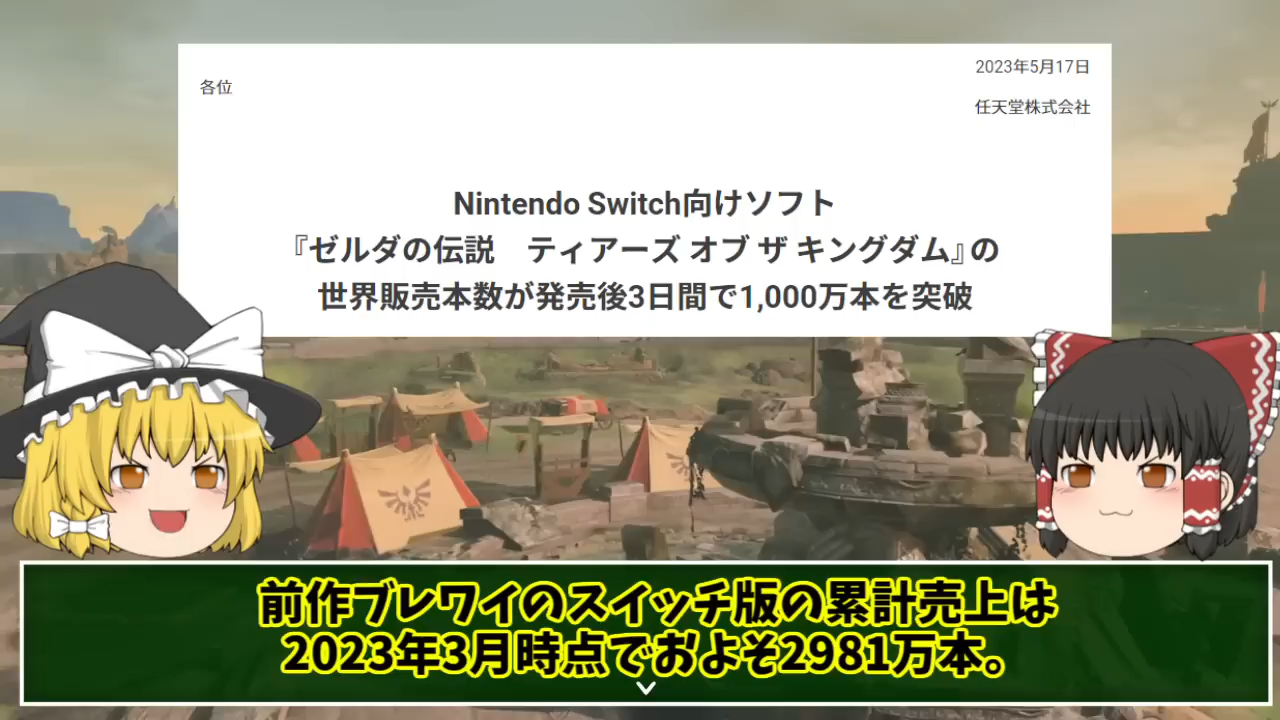 2023年5月17日
各位
任天堂株式会社
Nintendo Switch向けソフト
『ゼルダの伝説　ティアーズ オブ ザ キングダム』の
世界販売本数が発売後3日間で1,000万本を突破
前作ブレワイのスイッチ版の累計売上は
2023年3月時点でおよそ2981万本。